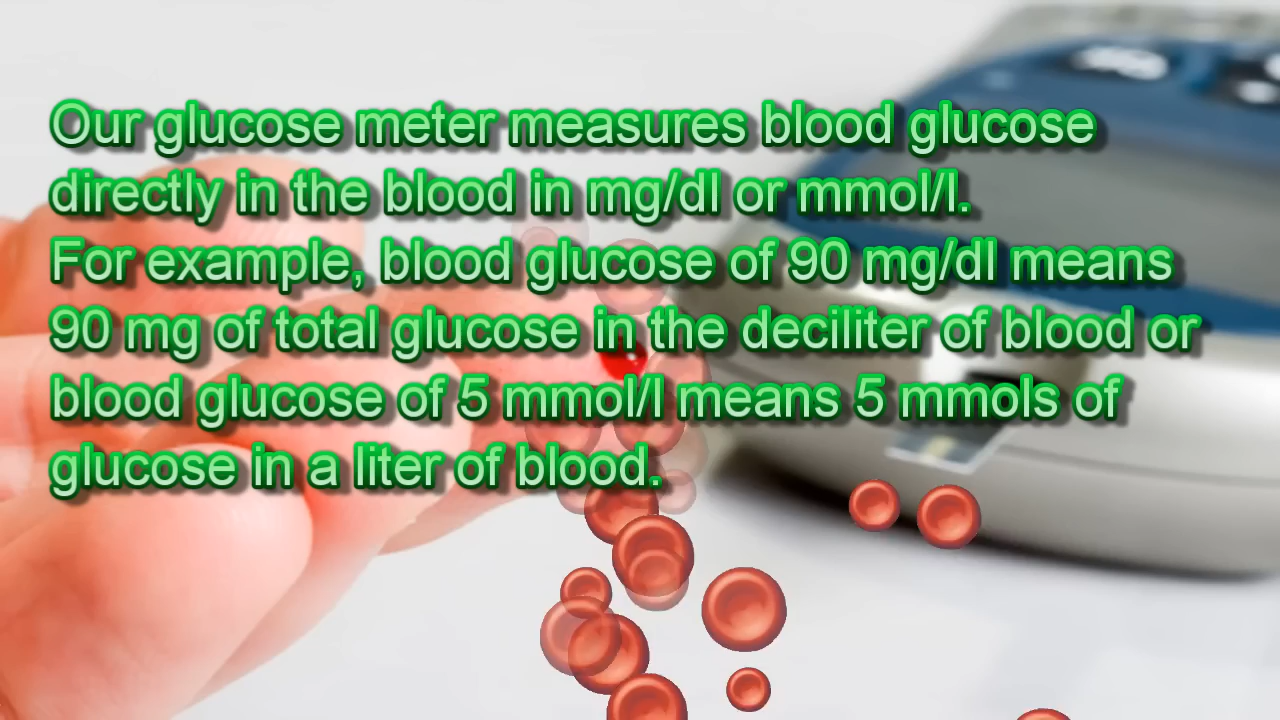 Our glucose meter measures blood glucose
directly in the blood in mg/dl or mmol/l.
For example, blood glucose of 90 mg/dl means
90 mg of total glucose in the deciliter of blood or
blood glucose of 5 mmol/l means 5 mmols of
glucose in a liter of blood.